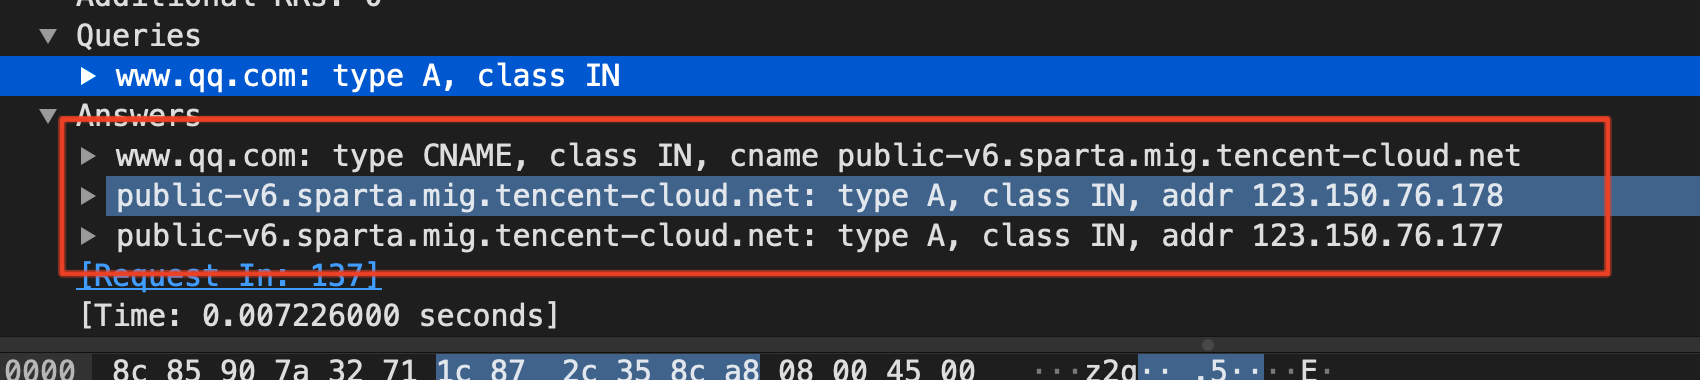 Additional RRs: 0
Queries
www.qq.com: type A, class IN
Answers
www.qq.com: type CNAME, class IN, cname public-v6.sparta.mig.tencent-cloud.net
public-v6.sparta.mig.tencent-cloud.net: type A, class IN, addr 123.150.76.178
public-v6.sparta.mig.tencent-cloud.net: type A, class IN, addr 123.150.76.177
[Request In: 137]
[Time: 0.007226000 seconds]
0000 8c 85 90 7a 32 71 1c 87 2c 35 8c a8 08 00 45 00 ···z2q·· ,5····E·